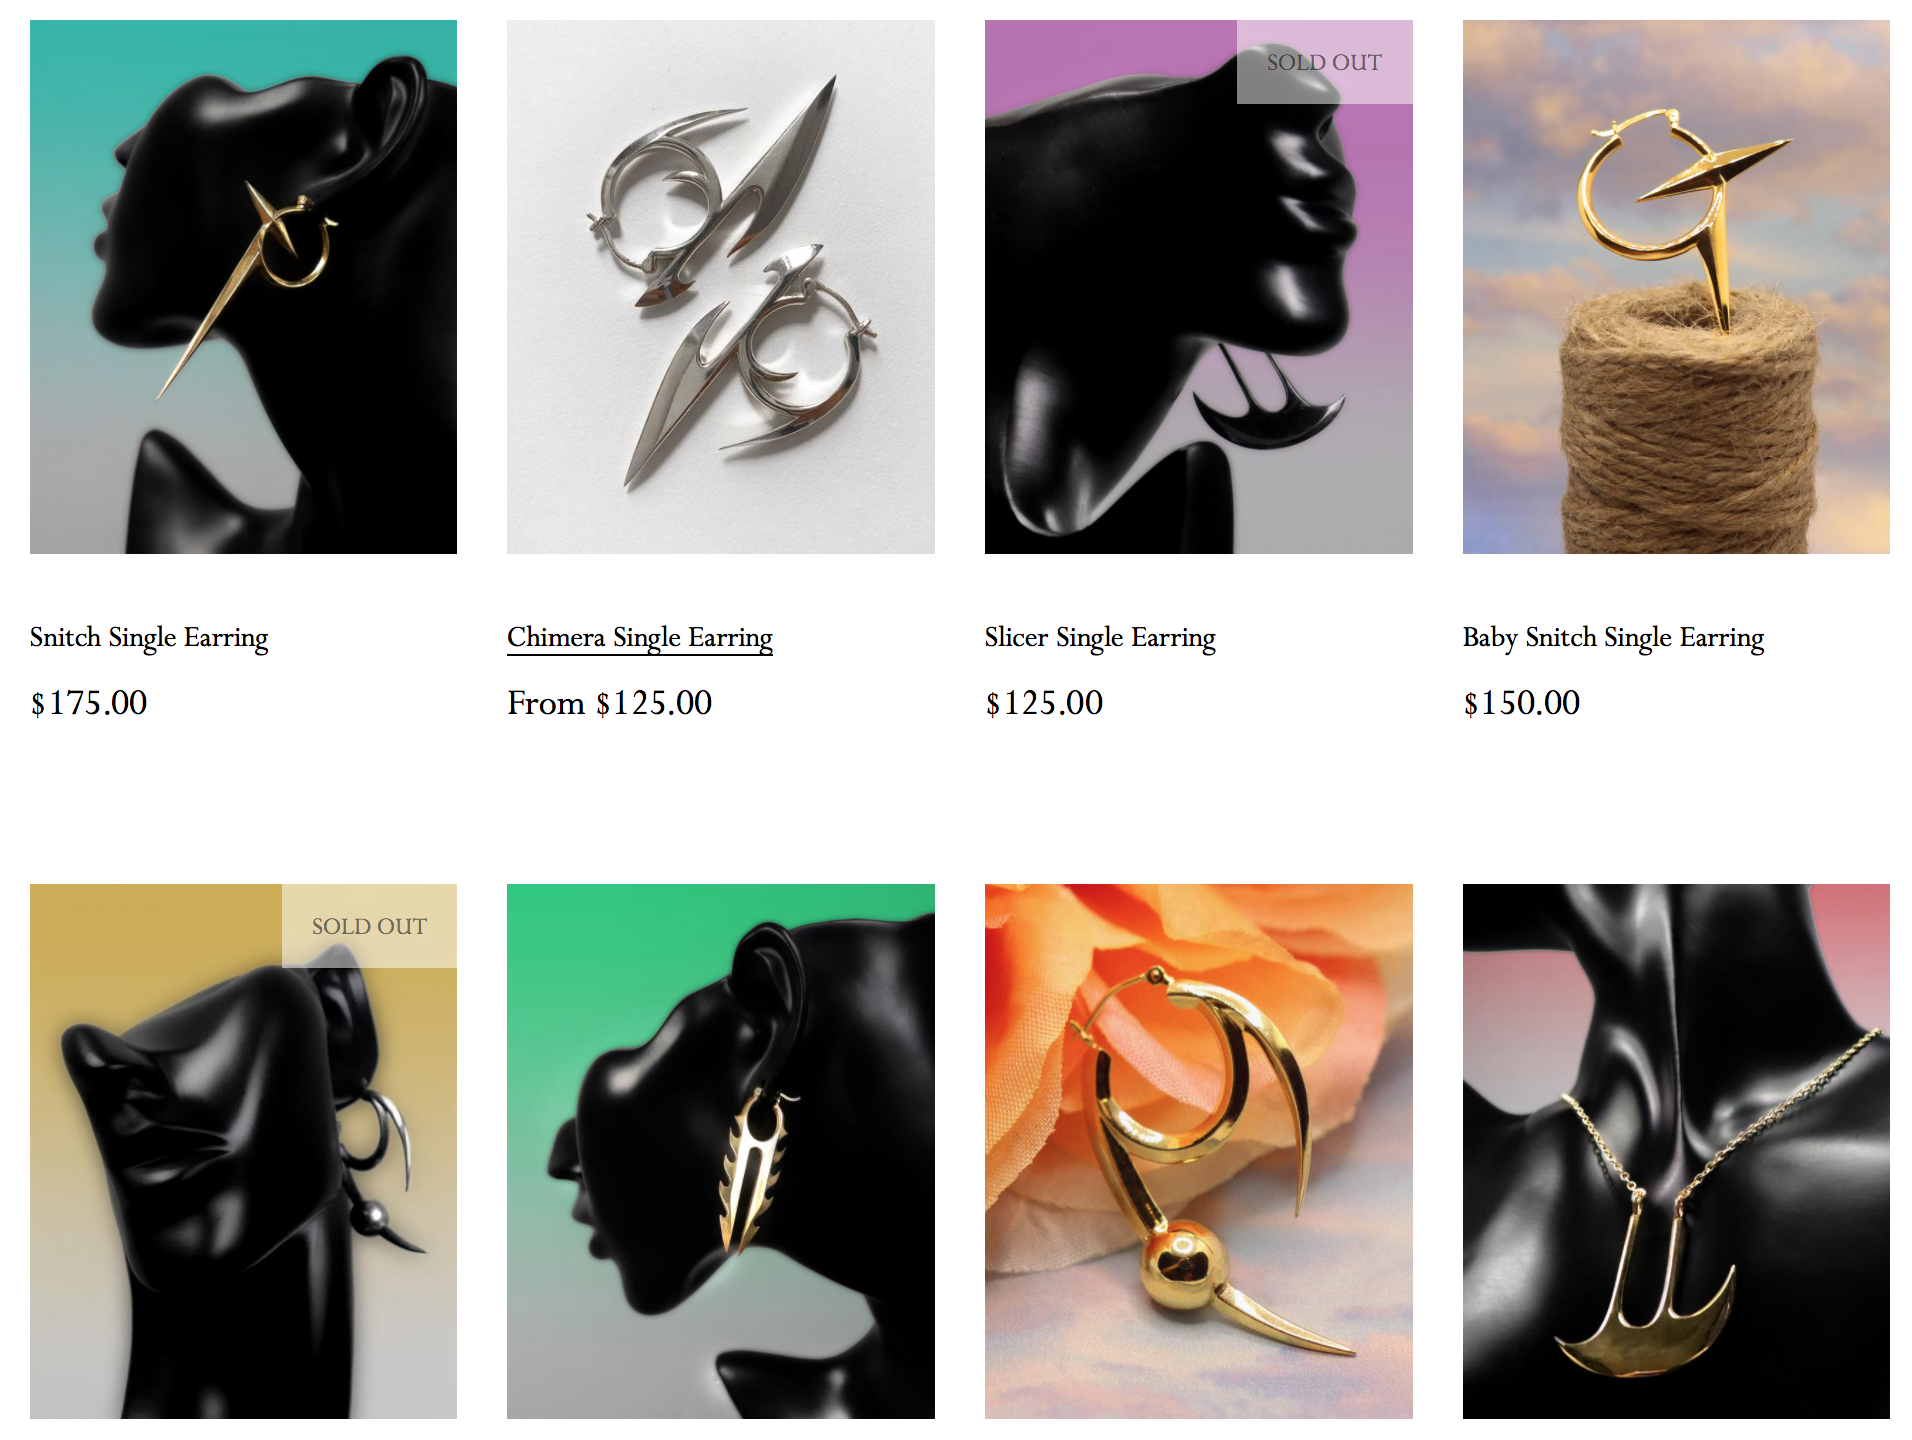 SOLD OUT
Snitch Single Earring
Chimera Single Earring
Slicer Single Earring
Baby Snitch Single Earring
$175.00
From $125.00
$125.00
$150.00
SOLD OUT